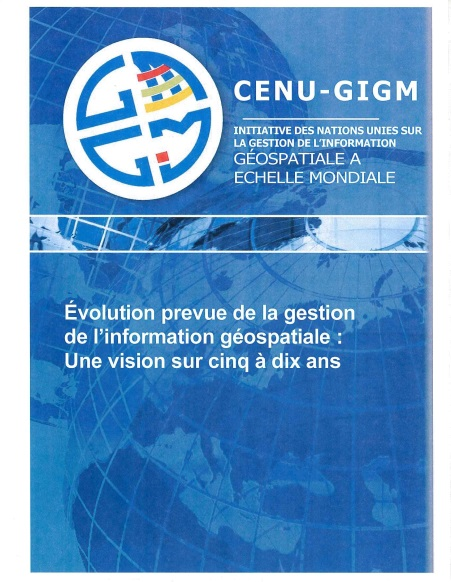 CENU-GIGM
INITIATIVE DES NATIONS UNIES SUR
LA GESTION DE L'INFORMATION
GÉOSPATIALE A
ECHELLE MONDIALE
Évolution prevue de la gestion
de l'information géospatiale :
Une vision sur cinq à dix ans